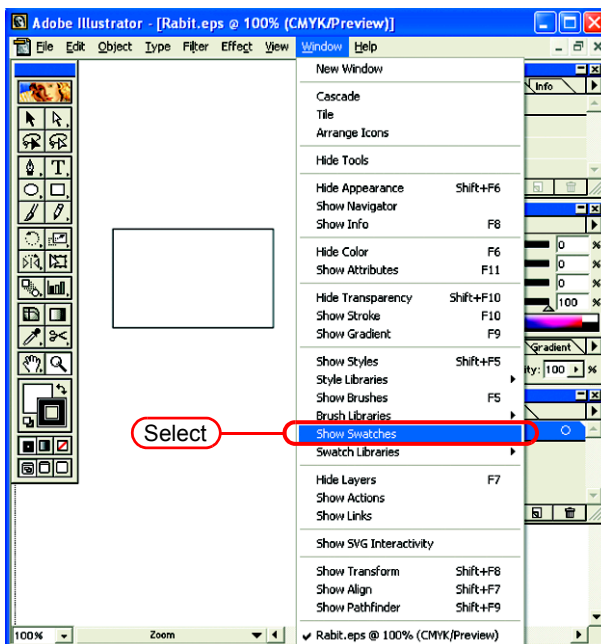 Adobe Illustrator - [Rabit.eps @ 100% (CMYK/Preview)]
File Edit Object Type Filter Effect View Window Help
New Window
Cascade
Tile
Arrange Icons
Hide Tools
Hide Appearance Shift+F6
Show Navigator
Show Info F8
Hide Color F6
Show Attributes F11
Hide Transparency Shift+F10
Show Stroke F10
Show Gradient F9
Show Styles Shift+F5
Style Libraries
Show Brushes F5
Brush Libraries
Show Swatches
Swatch Libraries
Hide Layers F7
Show Actions
Show Links
Show SVG Interactivity
Show Transform Shift+F8
Show Align Shift+F7
Show Pathfinder Shift+F9
✓ Rabit.eps @ 100% (CMYK/Preview)
Select
T
Info
0 %
0 %
0 %
100 %
Gradient
ity: 100 %
100% Zoom